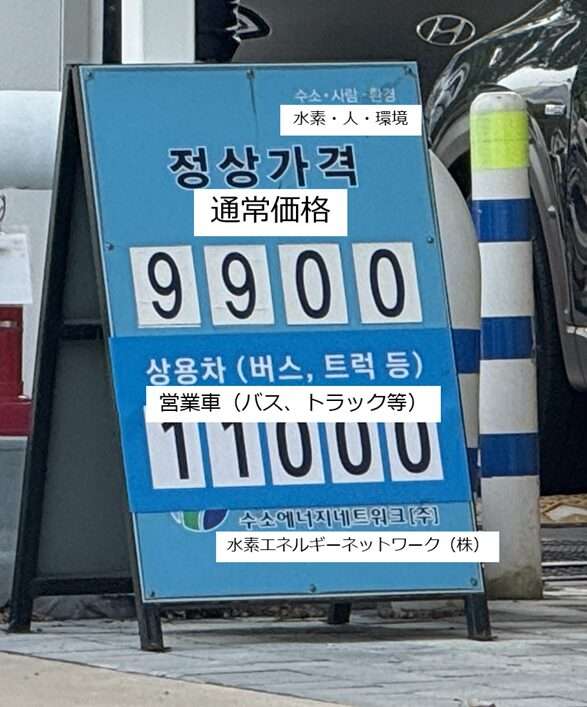 수소·사람·환경
水素・人・環境
정상가격
通常価格
9900
상용차 (버스, 트럭 등)
営業車（バス、トラック等）
11000
수소에너지네트워크[주]
水素エネルギーネットワーク（株）